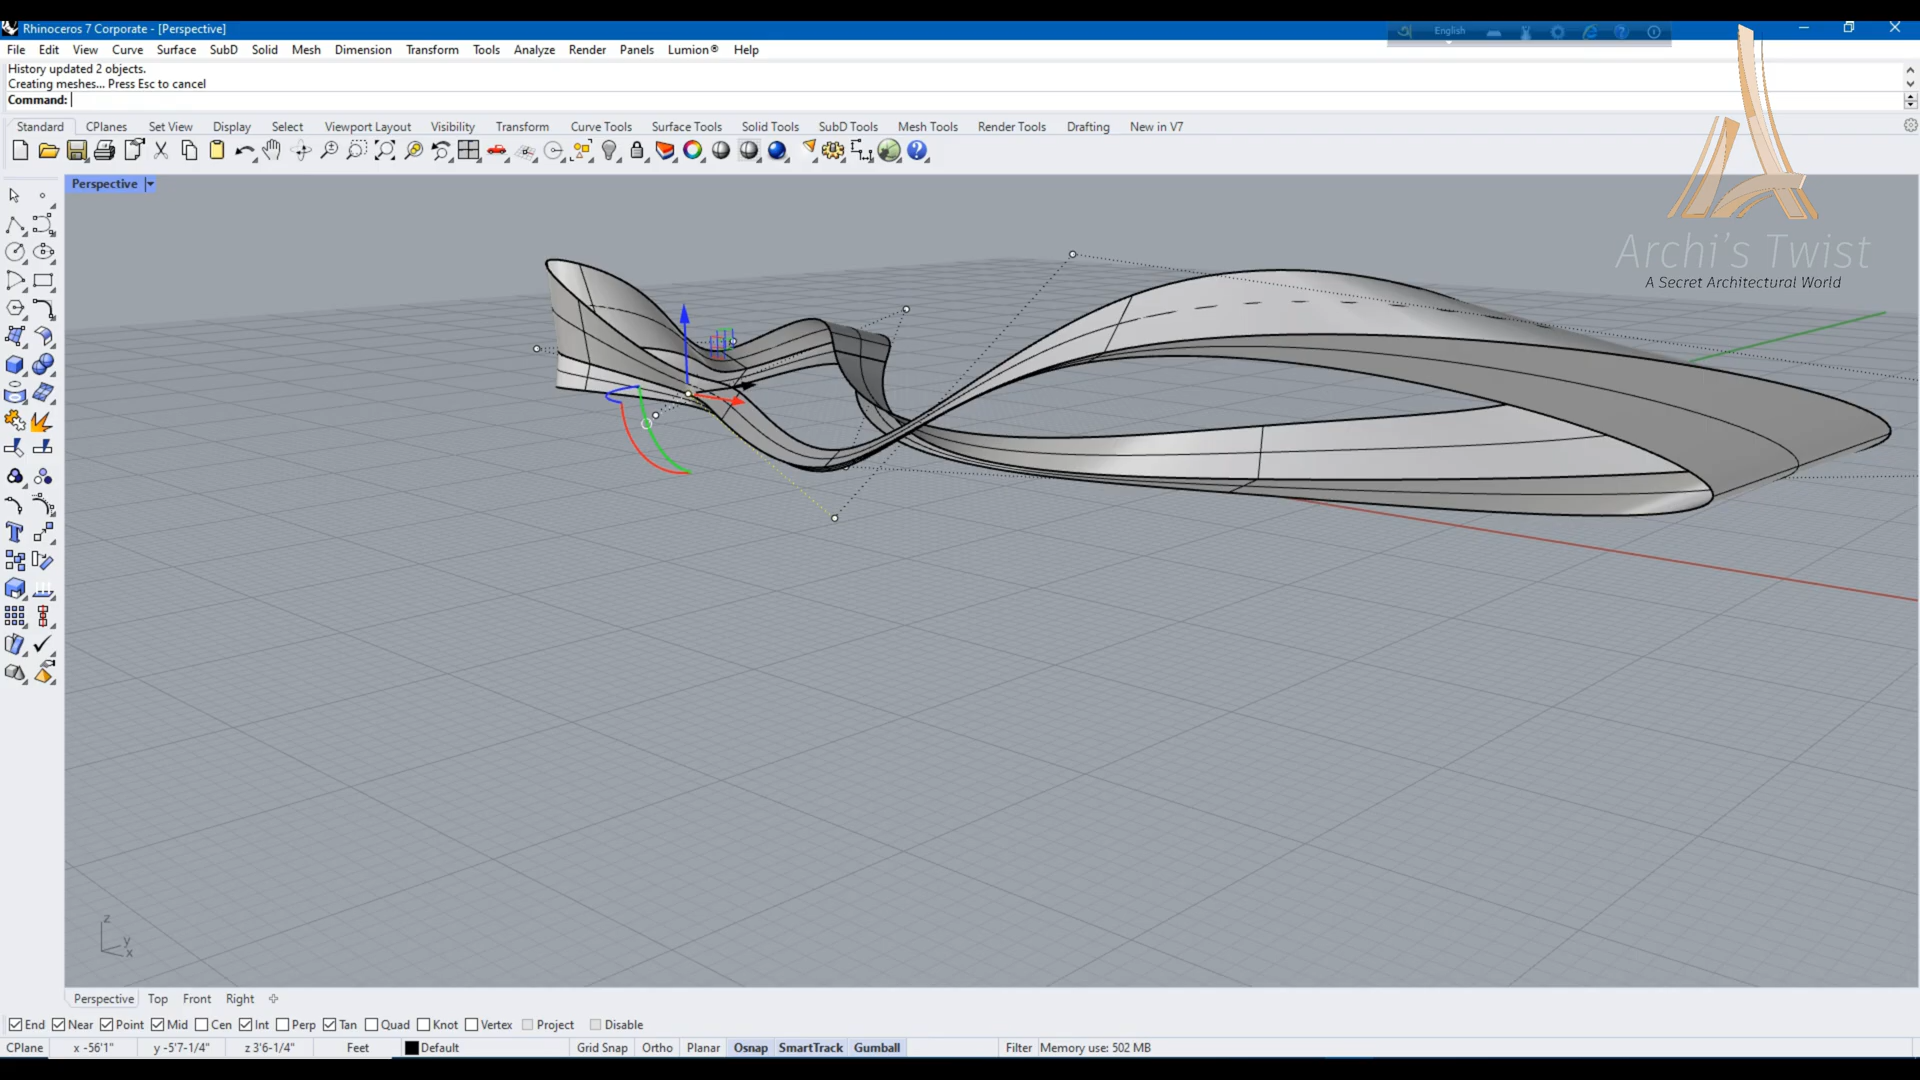 Rhinoceros 7 Corporate - [Perspective]
English
File Edit View Curve Surface SubD Solid Mesh Dimension Transform Tools Analyze Render Panels Lumion® Help
History updated 2 objects.
Creating meshes... Press Esc to cancel
Command:
Standard CPlanes Set View Display Select Viewport Layout Visibility Transform Curve Tools Surface Tools Solid Tools SubD Tools Mesh Tools Render Tools Drafting New in V7
Perspective
Archi's Twist
A Secret Architectural World
z
y
x
Perspective Top Front Right
End Near Point Mid Cen Int Perp Tan Quad Knot Vertex Project Disable
CPlane x -56'1" y -5'7-1/4" z 3'6-1/4" Feet Default Grid Snap Ortho Planar Osnap SmartTrack Gumball Filter Memory use: 502 MB